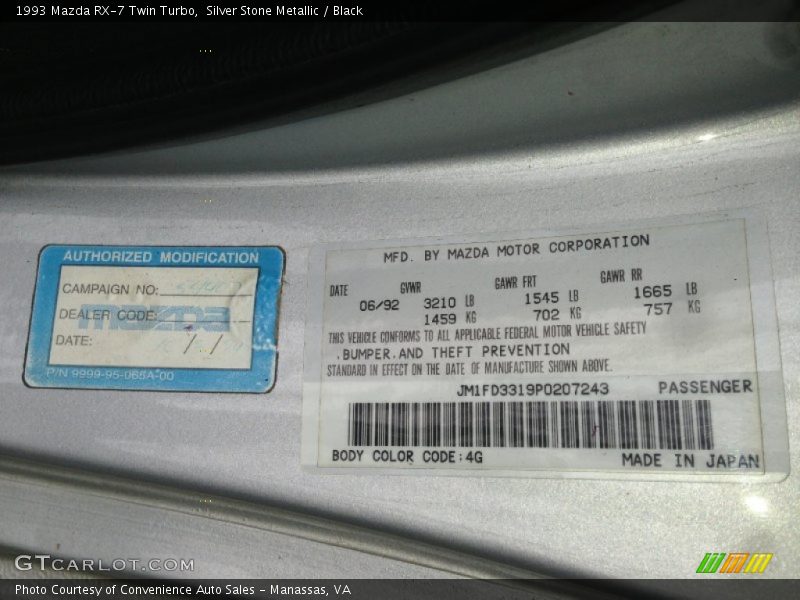 1993 Mazda RX-7 Twin Turbo,  Silver Stone Metallic / Black
AUTHORIZED MODIFICATION
CAMPAIGN NO:
DEALER CODE:
mazda
DATE: / /
P/N 9999-95-065A-00
MFD. BY MAZDA MOTOR CORPORATION
DATE GVWR GAWR FRT GAWR RR
06/92 3210 LB 1545 LB 1665 LB
1459 KG 702 KG 757 KG
THIS VEHICLE CONFORMS TO ALL APPLICABLE FEDERAL MOTOR VEHICLE SAFETY
,BUMPER,AND THEFT PREVENTION
STANDARD IN EFFECT ON THE DATE OF MANUFACTURE SHOWN ABOVE.
JM1FD3319P0207243 PASSENGER
BODY COLOR CODE:4G MADE IN JAPAN
GTCARLOT.COM
Photo Courtesy of Convenience Auto Sales - Manassas, VA